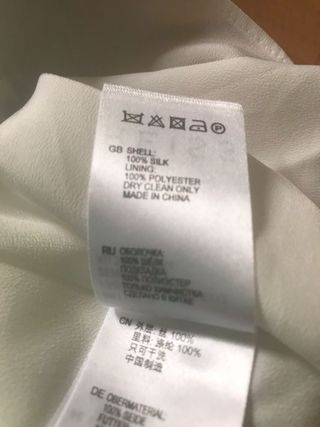 GB SHELL:
100% SILK
LINING:
100% POLYESTER
DRY CLEAN ONLY
MADE IN CHINA
RU ОБОЛОЧКА:
100% ШЁЛК
ПОДКЛАДКА:
100% ПОЛИЭСТЕР
ТОЛЬКО ХИМЧИСТКА
СДЕЛАНО В КИТАЕ
CN 外层: 丝 100%
里料: 涤纶 100%
只可干洗
中国制造
DE OBERMATERIAL:
100% SEIDE